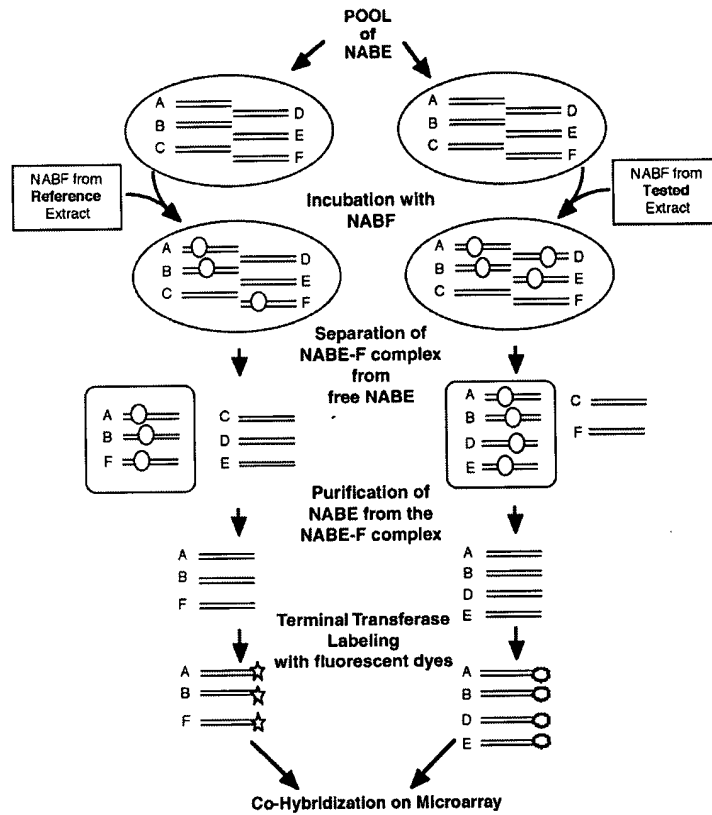 POOL
of
NABE
A
B
C
D
E
F
A
B
C
D
E
F
NABF from
Reference
Extract
Incubation with
NABF
NABF from
Tested
Extract
A
B
C
D
E
F
A
B
C
D
E
F
Separation of
NABE-F complex
from
free NABE
A
B
F
C
D
E
A
B
D
E
C
F
Purification of
NABE from the
NABE-F complex
A
B
F
A
B
D
E
Terminal Transferase
Labeling
with fluorescent dyes
A
B
F
A
B
D
E
Co-Hybridization on Microarray